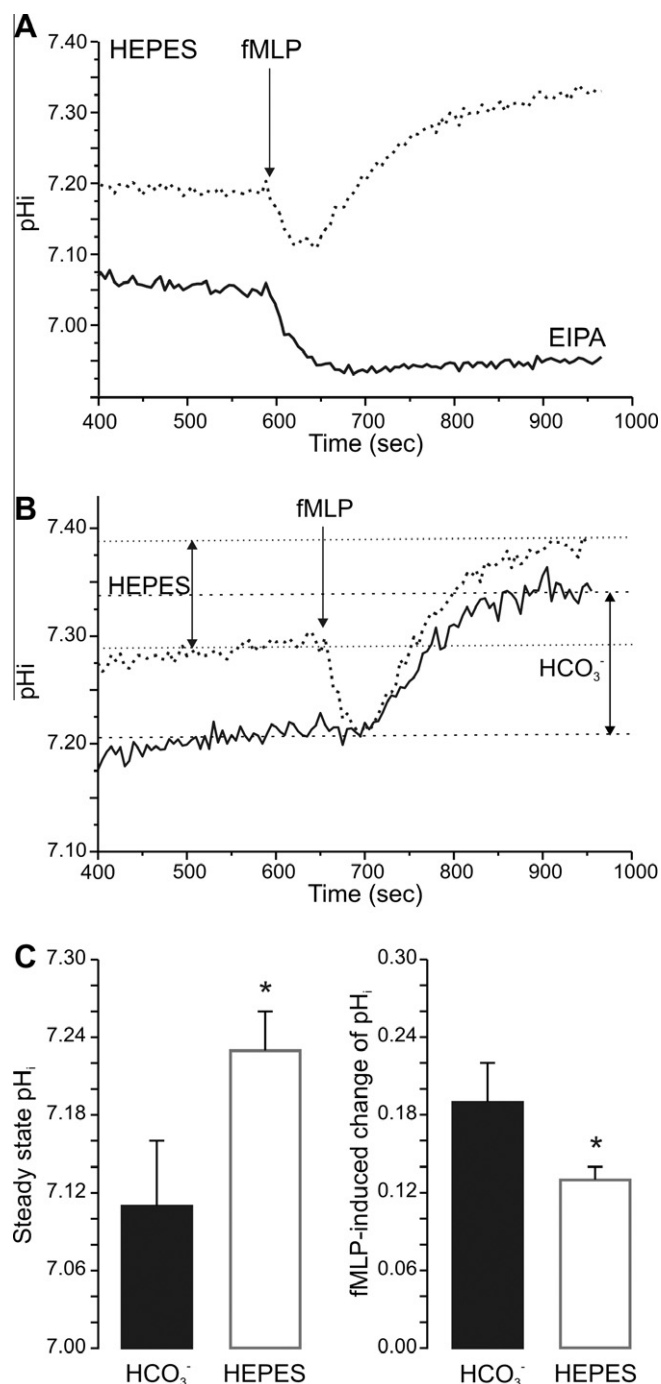 A
HEPES
fMLP
7.40
7.30
7.20
7.10
7.00
pHi
EIPA
400 500 600 700 800 900 1000
Time (sec)
B
fMLP
7.40
7.30
7.20
7.10
pHi
HEPES
HCO₃⁻
400 500 600 700 800 900 1000
Time (sec)
C
7.30
7.24
7.18
7.12
7.06
7.00
Steady state pHᵢ
*
HCO₃⁻ HEPES
0.30
0.24
0.18
0.12
0.06
0.00
fMLP-induced change of pHᵢ
*
HCO₃⁻ HEPES